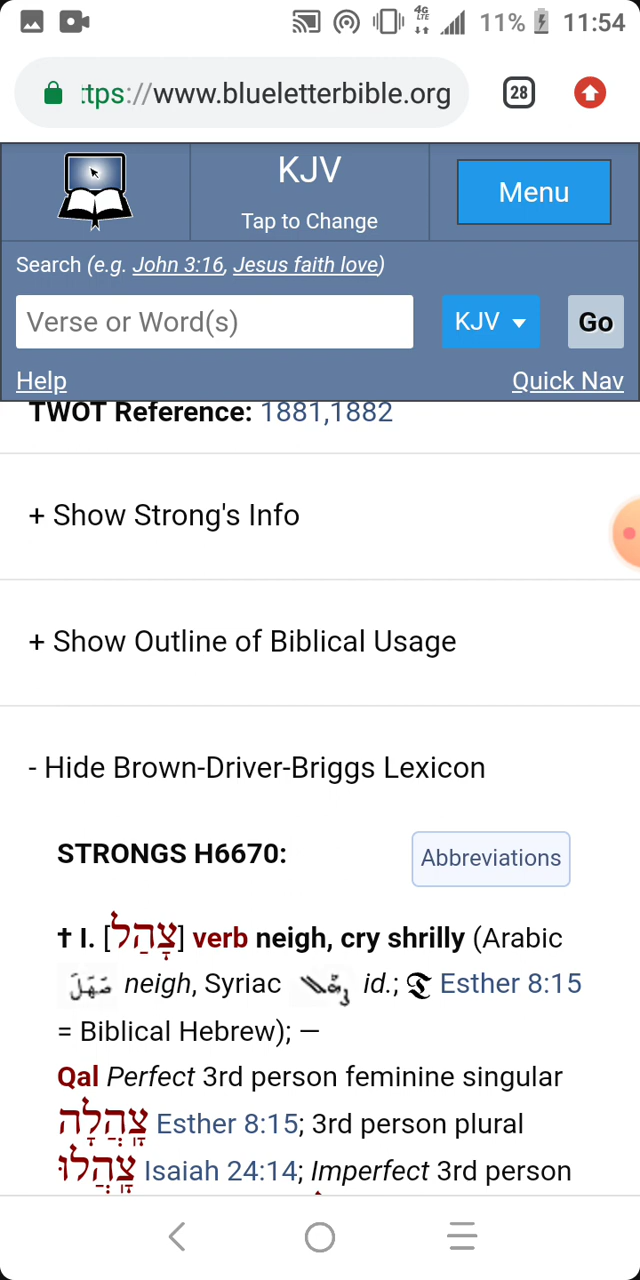 4G
LTE
11%
11:54
ttps://www.blueletterbible.org
28
KJV
Tap to Change
Menu
Search (e.g. John 3:16, Jesus faith love)
Verse or Word(s)
KJV
Go
Help
Quick Nav
TWOT Reference: 1881,1882
+ Show Strong's Info
+ Show Outline of Biblical Usage
- Hide Brown-Driver-Briggs Lexicon
STRONGS H6670:
Abbreviations
† I. [צָהַל] verb neigh, cry shrilly (Arabic
صَهَلَ neigh, Syriac id.; 𝔗 Esther 8:15
= Biblical Hebrew); —
Qal Perfect 3rd person feminine singular
צָֽהֲלָה Esther 8:15; 3rd person plural
צָֽהֲלוּ Isaiah 24:14; Imperfect 3rd person